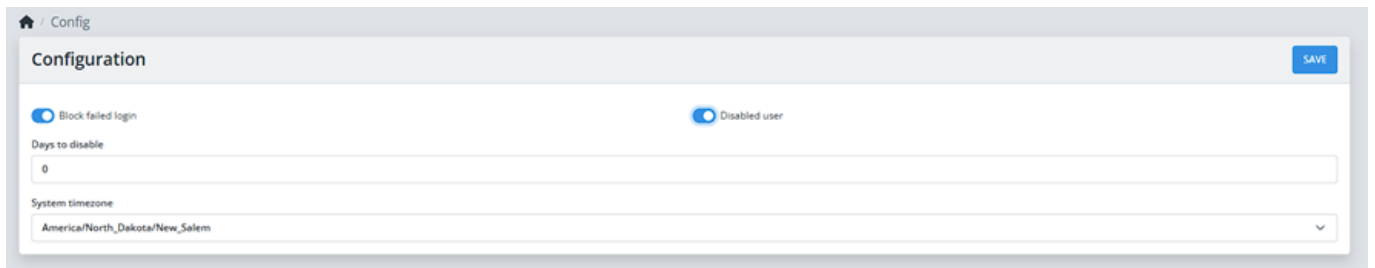 / Config
Configuration
SAVE
Block failed login
Disabled user
Days to disable
0
System timezone
America/North_Dakota/New_Salem